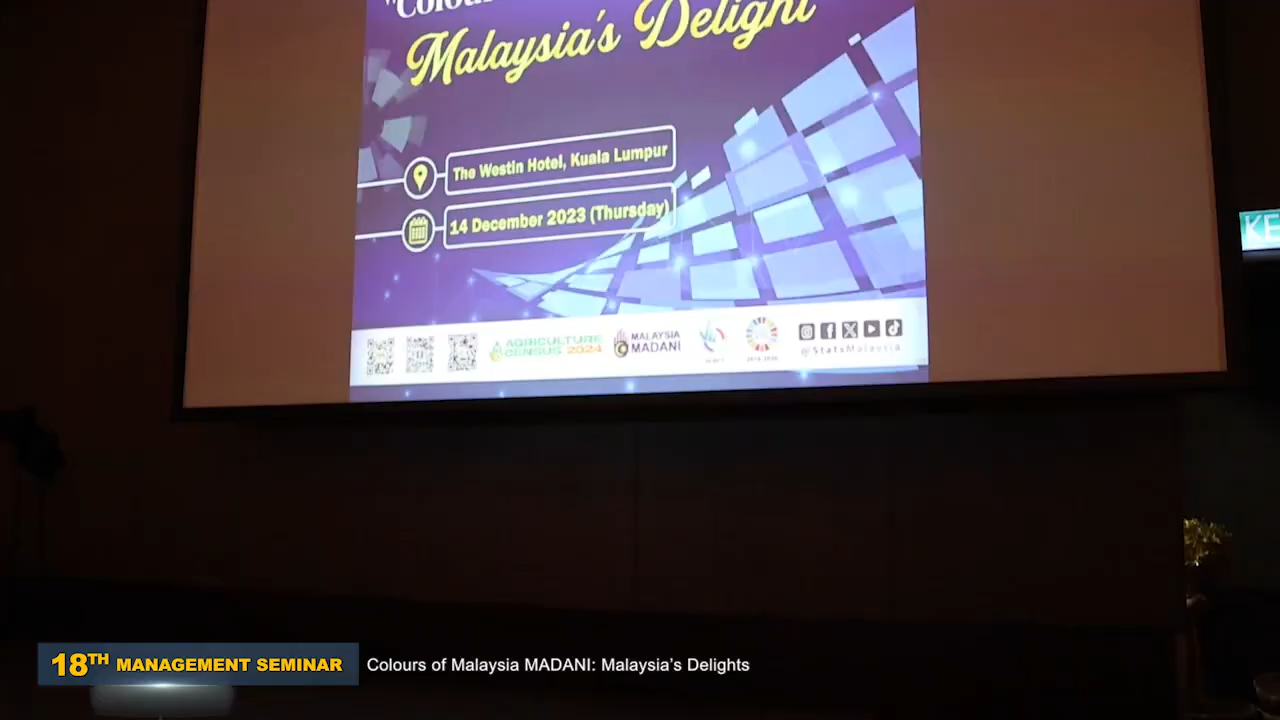 Malaysia's Delight
The Westin Hotel, Kuala Lumpur
14 December 2023 (Thursday)
AGRICULTURE
CENSUS 2024
MALAYSIA
MADANI
@StatsMalaysia
KE
18TH MANAGEMENT SEMINAR
Colours of Malaysia MADANI: Malaysia's Delights